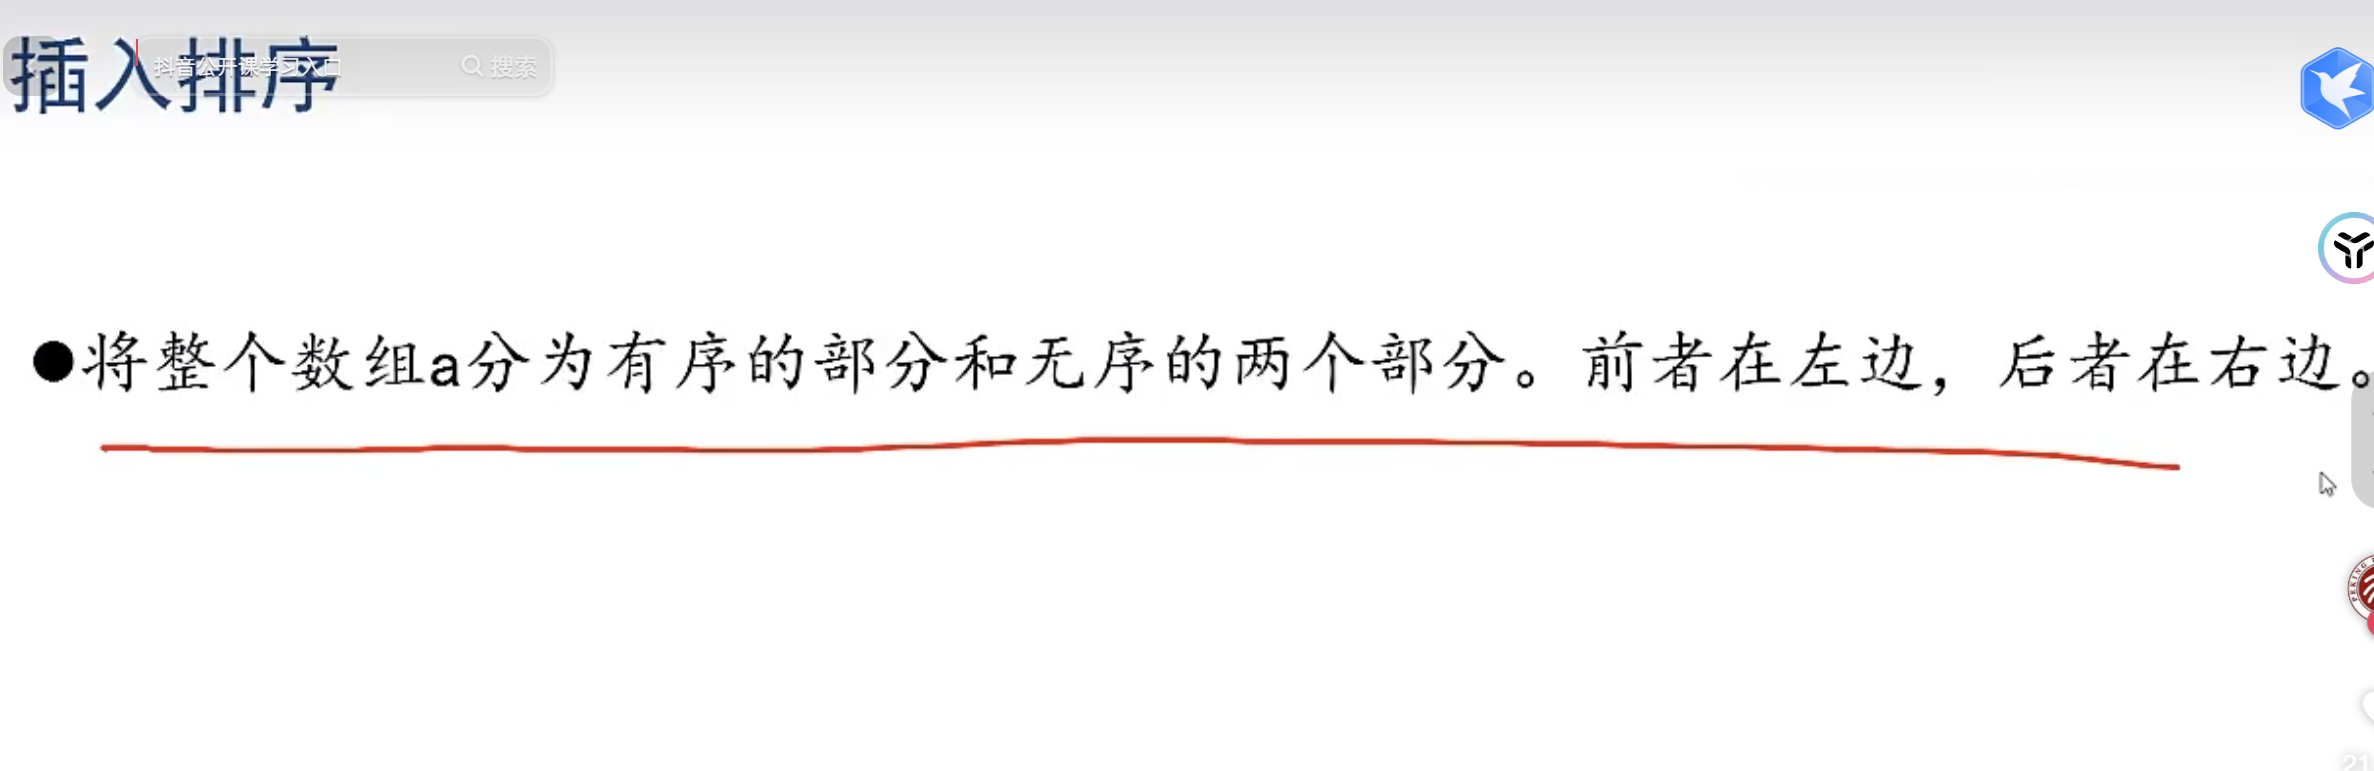 插入排序
抖音公开课学习入口 搜索
●将整个数组a分为有序的部分和无序的两个部分。前者在左边，后者在右边。
PEKING